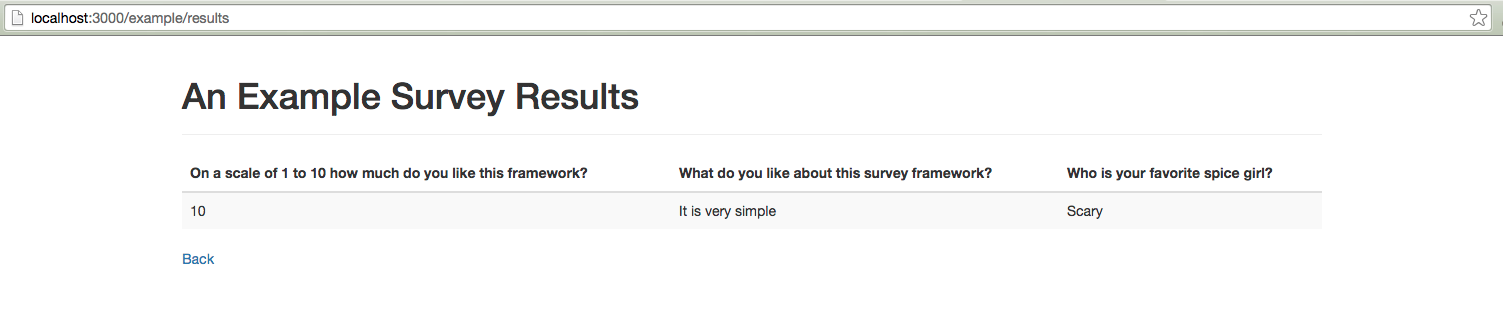 localhost:3000/example/results
An Example Survey Results
On a scale of 1 to 10 how much do you like this framework? What do you like about this survey framework? Who is your favorite spice girl?
10 It is very simple Scary
Back